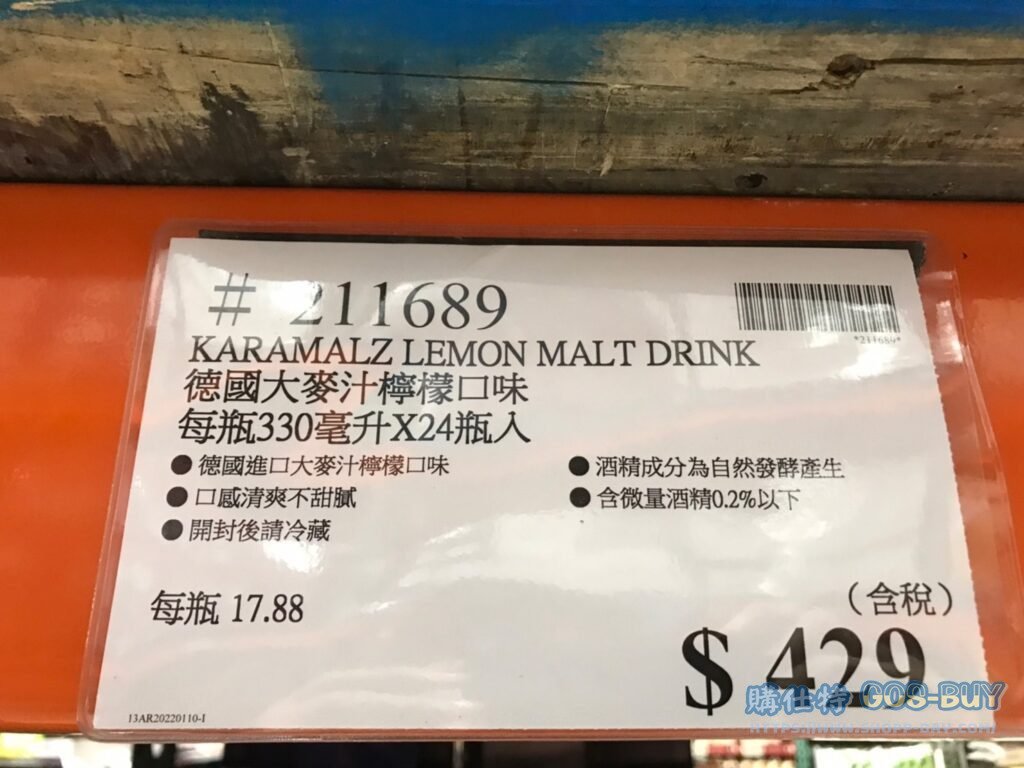 # 211689
*211689*
KARAMALZ LEMON MALT DRINK
德國大麥汁檸檬口味
每瓶330毫升X24瓶入
● 德國進口大麥汁檸檬口味
● 口感清爽不甜膩
● 開封後請冷藏
● 酒精成分為自然發酵產生
● 含微量酒精0.2%以下
每瓶 17.88
（含稅）
$ 429
13AR20220110-1
購仕特 GOS-BUY